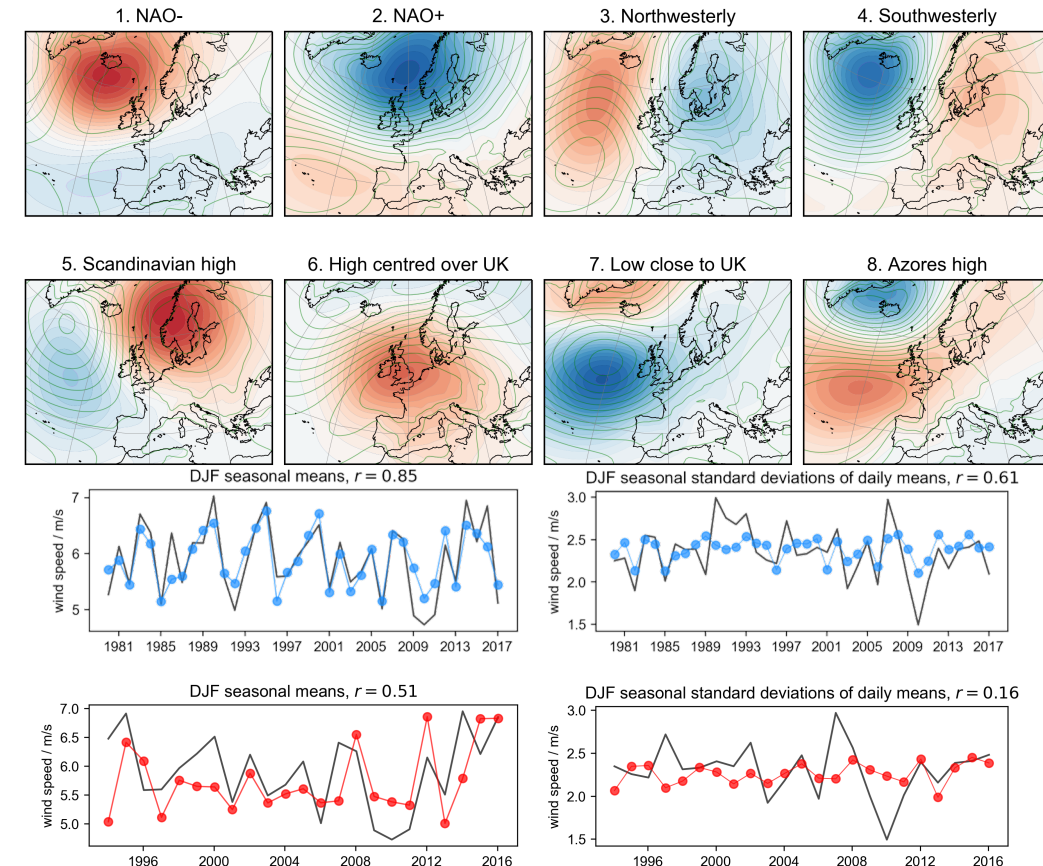 1. NAO-
2. NAO+
3. Northwesterly
4. Southwesterly
5. Scandinavian high
6. High centred over UK
7. Low close to UK
8. Azores high
DJF seasonal means, r = 0.85
wind speed / m/s
7
6
5
1981 1985 1989 1993 1997 2001 2005 2009 2013 2017
DJF seasonal standard deviations of daily means, r = 0.61
wind speed / m/s
3.0
2.5
2.0
1.5
1981 1985 1989 1993 1997 2001 2005 2009 2013 2017
DJF seasonal means, r = 0.51
wind speed / m/s
7.0
6.5
6.0
5.5
5.0
1996 2000 2004 2008 2012 2016
DJF seasonal standard deviations of daily means, r = 0.16
wind speed / m/s
3.0
2.5
2.0
1.5
1996 2000 2004 2008 2012 2016